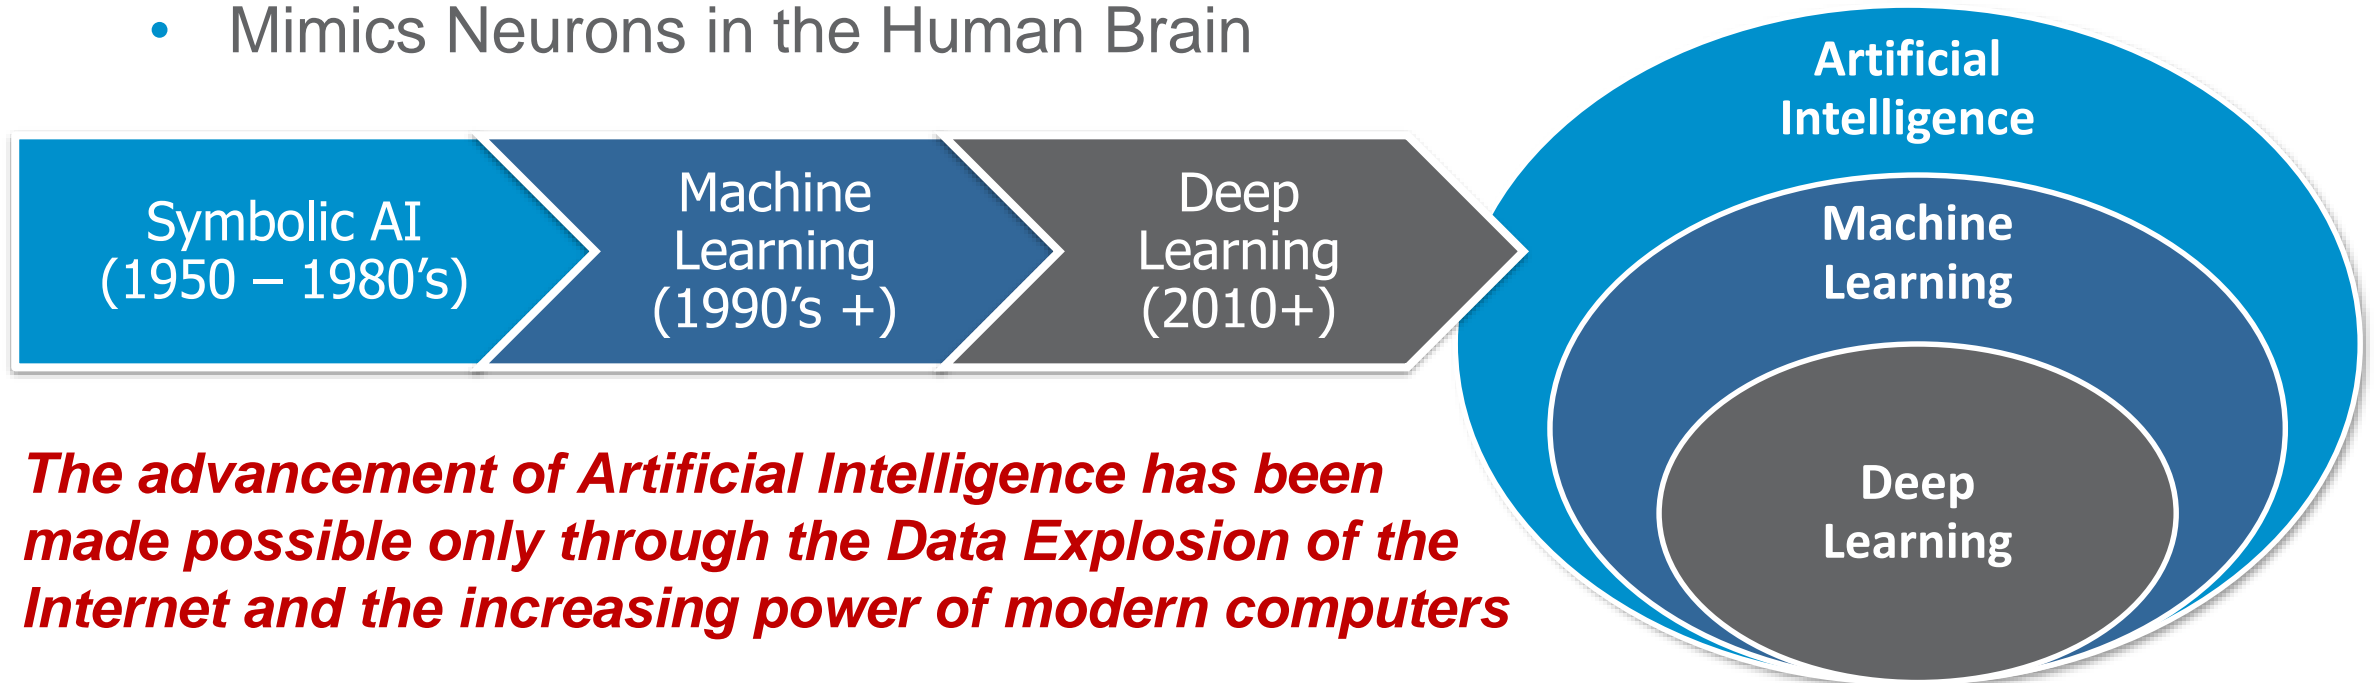 • Mimics Neurons in the Human Brain
Symbolic AI
(1950 – 1980’s)
Machine
Learning
(1990’s +)
Deep
Learning
(2010+)
Artificial
Intelligence
Machine
Learning
Deep
Learning
The advancement of Artificial Intelligence has been
made possible only through the Data Explosion of the
Internet and the increasing power of modern computers